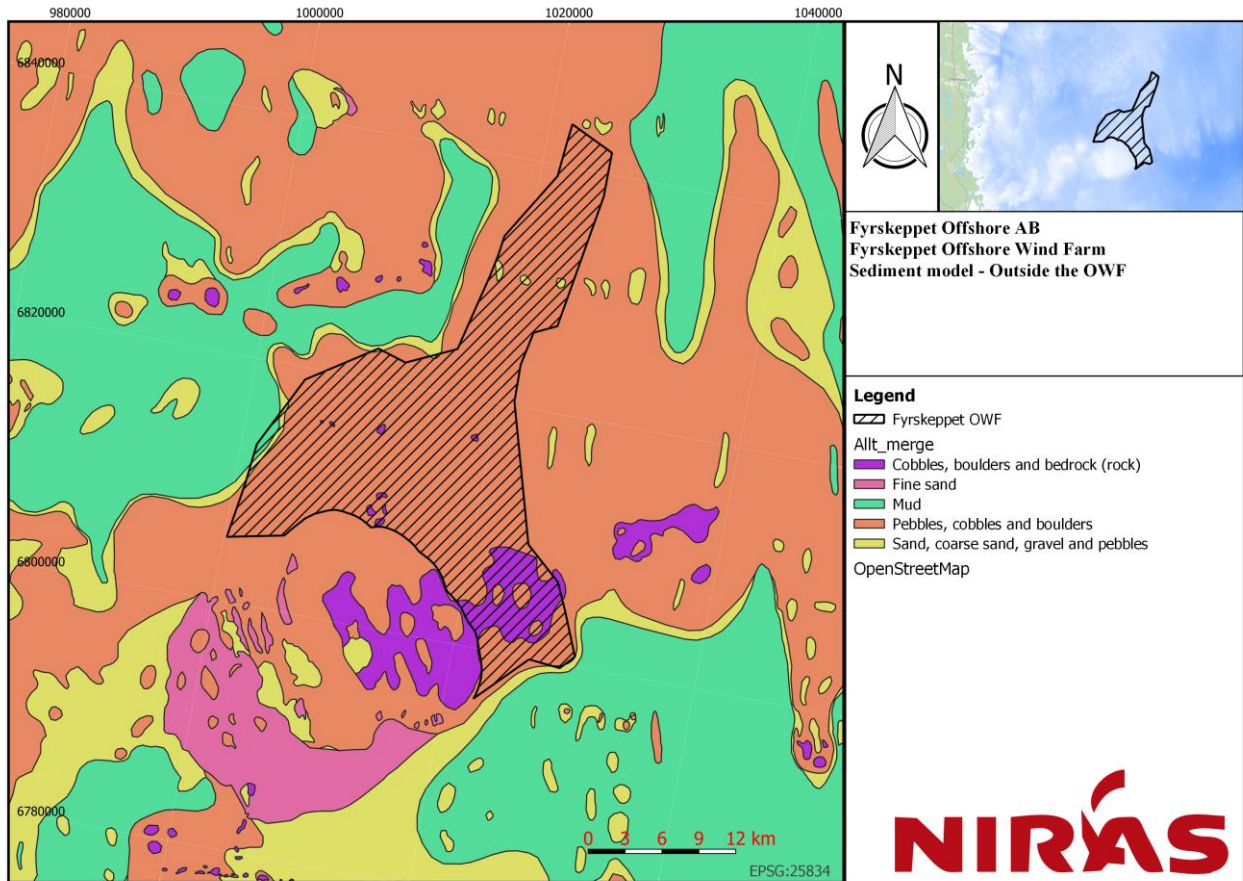 980000
1000000
1020000
1040000
6840000
6820000
6800000
6780000
0 3 6 9 12 km
EPSG:25834
N
Fyrskeppet Offshore AB
Fyrskeppet Offshore Wind Farm
Sediment model - Outside the OWF
Legend
Fyrskeppet OWF
Allt_merge
Cobbles, boulders and bedrock (rock)
Fine sand
Mud
Pebbles, cobbles and boulders
Sand, coarse sand, gravel and pebbles
OpenStreetMap
NIRAS